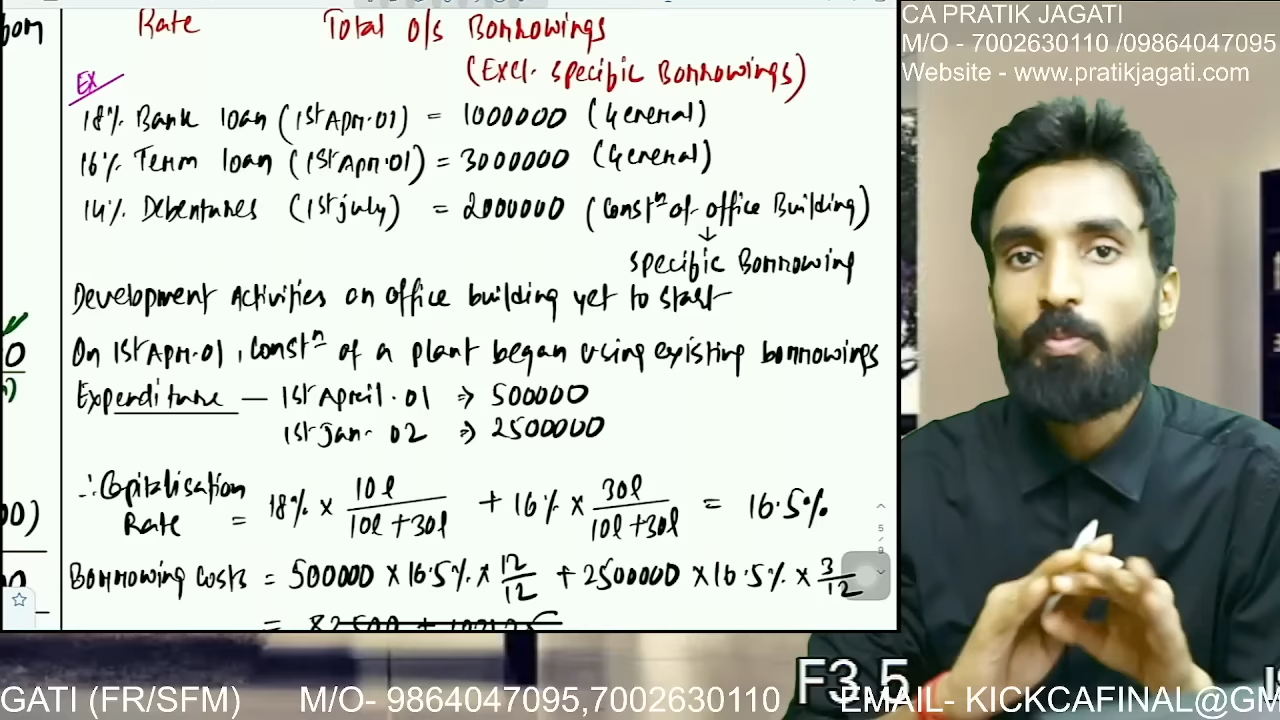 Rate Total O/s Borrowings
(Excl. specific Borrowings)
EX
18% Bank loan (1st Apr. 01) = 1000000 (General)
16% Term loan (1st Apr. 01) = 3000000 (General)
14% Debentures (1st July) = 2000000 (Constn of office Building)
↓
specific Borrowing
Development Activities on office building yet to start
On 1st Apr. 01, constn of a plant began using existing borrowings
Expenditure — 1st April. 01 ⇒ 500000
1st Jan. 02 ⇒ 2500000
∴ Capitalisation Rate = 18% × 10l / (10l + 30l) + 16% × 30l / (10l + 30l) = 16.5%
Borrowing costs = 500000 × 16.5% × 12/12 + 2500000 × 16.5% × 3/12
CA PRATIK JAGATI
M/O - 7002630110 /09864047095
Website - www.pratikjagati.com
F3.5
GATI (FR/SFM) M/O- 9864047095,7002630110 EMAIL- KICKCAFINAL@GM